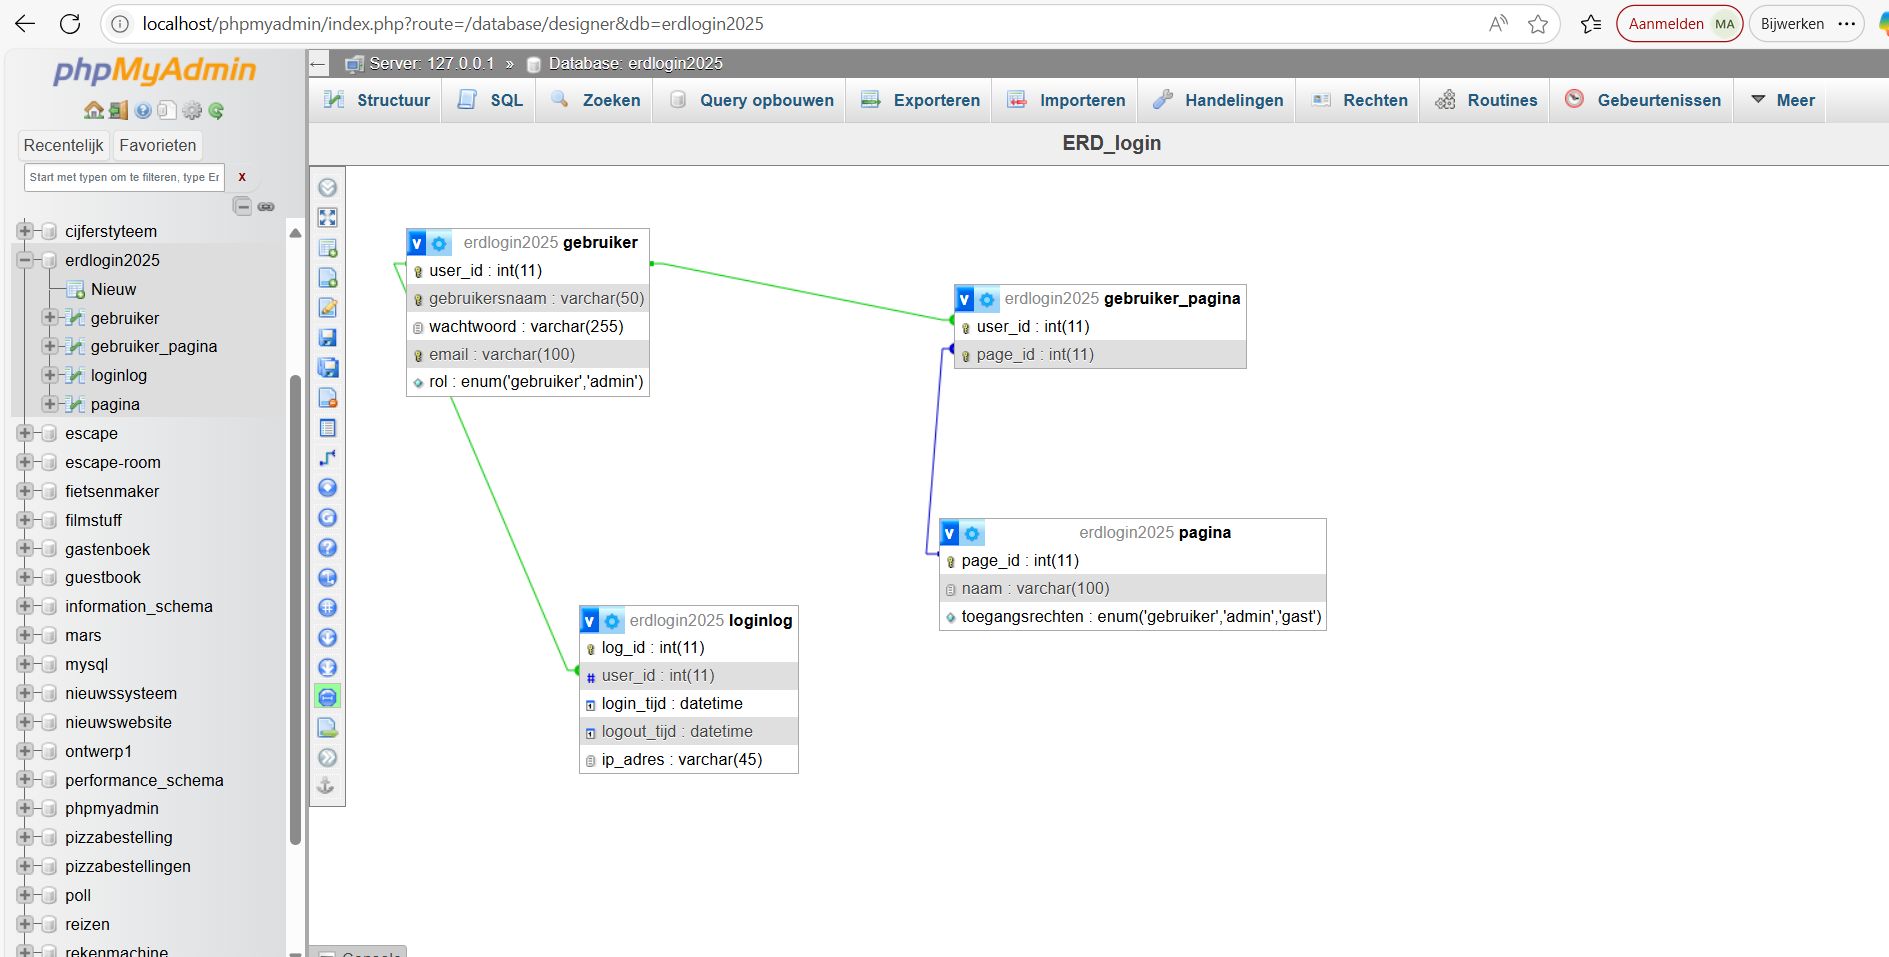 localhost/phpmyadmin/index.php?route=/database/designer&db=erdlogin2025
Aanmelden MA
Bijwerken
phpMyAdmin
Recentelijk Favorieten
Start met typen om te filteren, type Er
X
cijferstyteem
erdlogin2025
Nieuw
gebruiker
gebruiker_pagina
loginlog
pagina
escape
escape-room
fietsenmaker
filmstuff
gastenboek
guestbook
information_schema
mars
mysql
nieuwssysteem
nieuwswebsite
ontwerp1
performance_schema
phpmyadmin
pizzabestelling
pizzabestellingen
poll
reizen
rekenmachine
Server: 127.0.0.1 » Database: erdlogin2025
Structuur SQL Zoeken Query opbouwen Exporteren Importeren Handelingen Rechten Routines Gebeurtenissen Meer
ERD_login
v erdlogin2025 gebruiker
user_id : int(11)
gebruikersnaam : varchar(50)
wachtwoord : varchar(255)
email : varchar(100)
rol : enum('gebruiker','admin')
v erdlogin2025 gebruiker_pagina
user_id : int(11)
page_id : int(11)
v erdlogin2025 pagina
page_id : int(11)
naam : varchar(100)
toegangsrechten : enum('gebruiker','admin','gast')
v erdlogin2025 loginlog
log_id : int(11)
# user_id : int(11)
login_tijd : datetime
logout_tijd : datetime
ip_adres : varchar(45)
Console